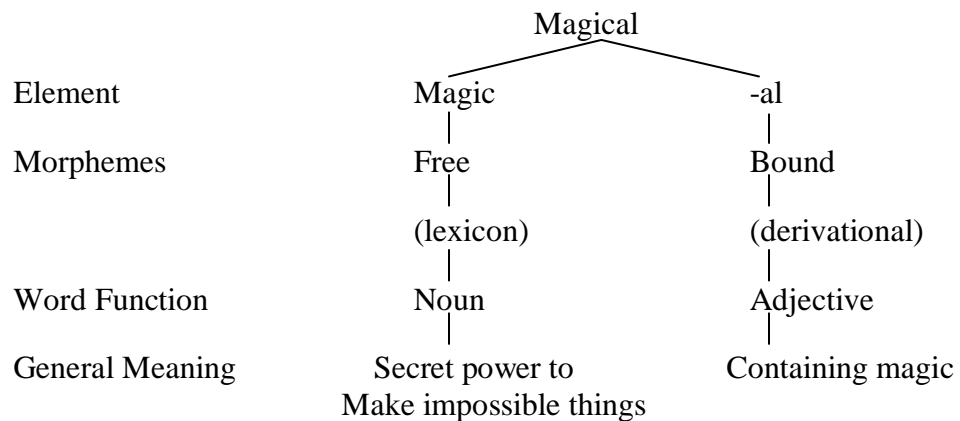 Magical
Element Magic -al
Morphemes Free Bound
(lexicon) (derivational)
Word Function Noun Adjective
General Meaning Secret power to Containing magic
Make impossible things